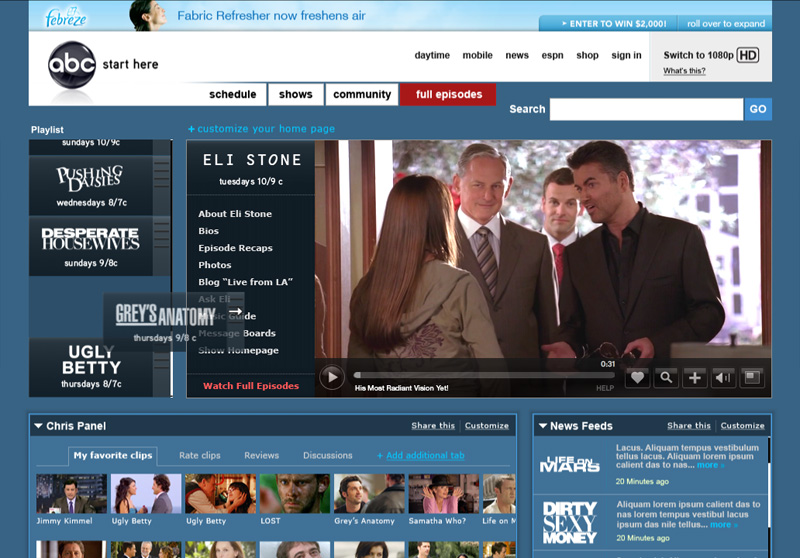 febreze
Fabric Refresher now freshens air
> ENTER TO WIN $2,000!
roll over to expand
abc
start here
daytime mobile news espn shop sign in
Switch to 1080p HD
What's this?
schedule shows community full episodes
Search
GO
Playlist
+ customize your home page
sundays 10/9c
PUSHING DAISIES
wednesdays 8/7c
DESPERATE HOUSEWIVES
sundays 9/8c
GREY'S ANATOMY
thursdays 9/8 c
UGLY BETTY
thursdays 8/7c
ELI STONE
tuesdays 10/9 c
About Eli Stone
Bios
Episode Recaps
Photos
Blog "Live from LA"
Ask Eli
Music Guide
Message Boards
Show Homepage
Watch Full Episodes
0:31
His Most Radiant Vision Yet!
HELP
Chris Panel
Share this
Customize
My favorite clips
Rate clips
Reviews
Discussions
+ Add additional tab
Jimmy Kimmel
Ugly Betty
Ugly Betty
LOST
Grey's Anatomy
Samatha Who?
Life on M
News Feeds
Share this
Customize
LIFE ON MARS
Lacus. Aliquam tempus vestibulum
tellus lacus. Aliquam lorem ipsum
calient das to nas... more »
20 Minutes ago
DIRTY SEXY MONEY
Aliquam lorem ipsum calient das to
nas lorem tempus vestibul lacus
ipsum das nile tellus... more »
20 Minutes ago